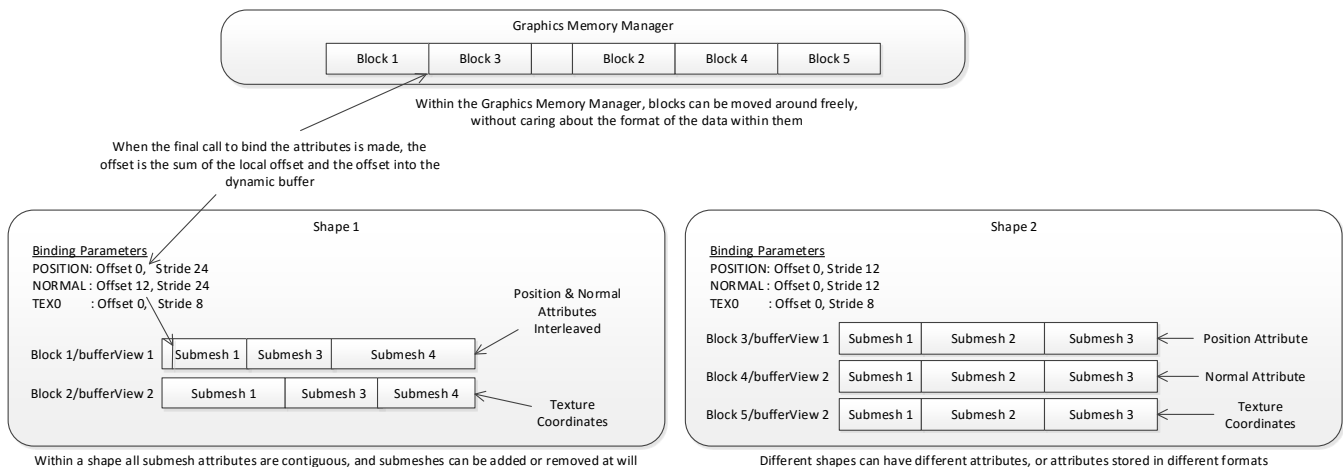 Graphics Memory Manager
Block 1 Block 3 Block 2 Block 4 Block 5
Within the Graphics Memory Manager, blocks can be moved around freely,
without caring about the format of the data within them
When the final call to bind the attributes is made, the
offset is the sum of the local offset and the offset into the
dynamic buffer
Shape 1
Binding Parameters
POSITION: Offset 0, Stride 24
NORMAL : Offset 12, Stride 24
TEX0 : Offset 0, Stride 8
Position & Normal
Attributes
Interleaved
Block 1/bufferView 1 Submesh 1 Submesh 3 Submesh 4
Block 2/bufferView 2 Submesh 1 Submesh 3 Submesh 4
Texture
Coordinates
Within a shape all submesh attributes are contiguous, and submeshes can be added or removed at will
Shape 2
Binding Parameters
POSITION: Offset 0, Stride 12
NORMAL : Offset 0, Stride 12
TEX0 : Offset 0, Stride 8
Block 3/bufferView 1 Submesh 1 Submesh 2 Submesh 3 Position Attribute
Block 4/bufferView 2 Submesh 1 Submesh 2 Submesh 3 Normal Attribute
Block 5/bufferView 2 Submesh 1 Submesh 2 Submesh 3
Texture
Coordinates
Different shapes can have different attributes, or attributes stored in different formats